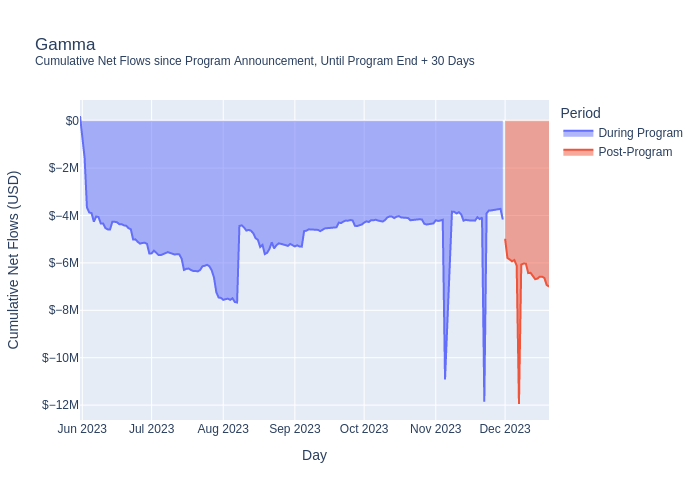 Gamma
Cumulative Net Flows since Program Announcement, Until Program End + 30 Days
Period
During Program
Post-Program
Cumulative Net Flows (USD)
$0
$−2M
$−4M
$−6M
$−8M
$−10M
$−12M
Jun 2023 Jul 2023 Aug 2023 Sep 2023 Oct 2023 Nov 2023 Dec 2023
Day